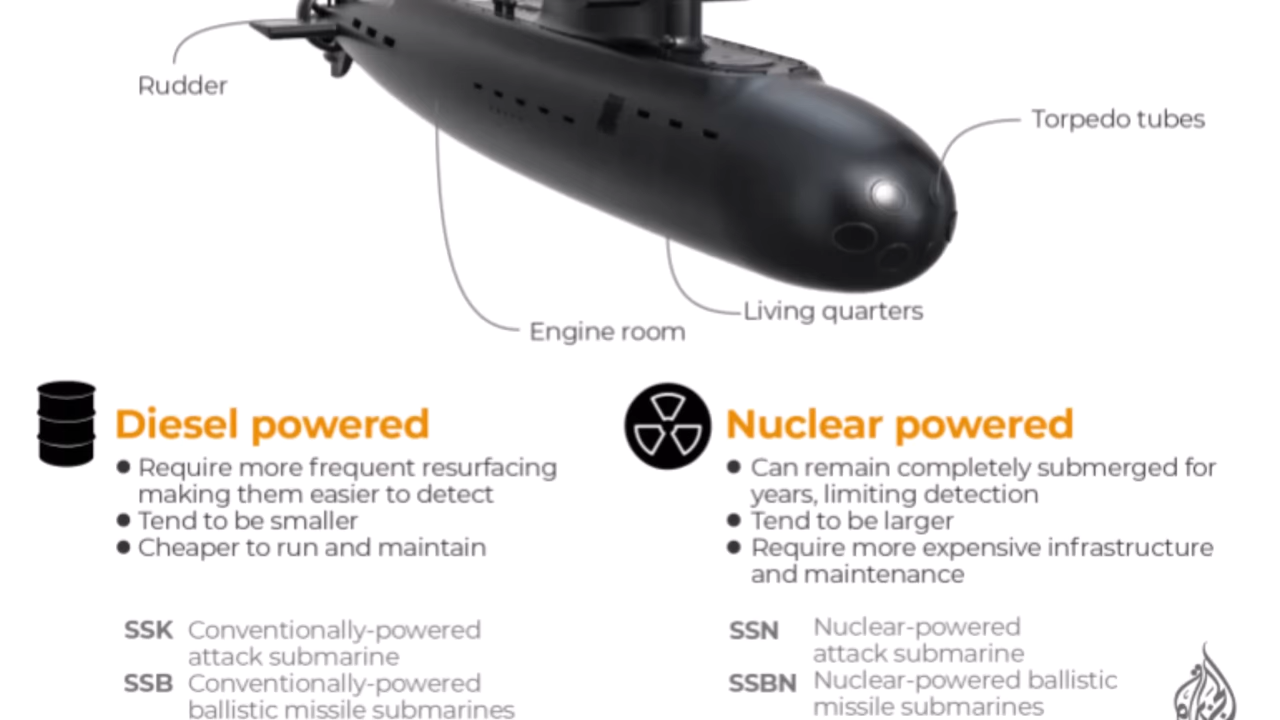 Rudder
Torpedo tubes
Living quarters
Engine room
Diesel powered
● Require more frequent resurfacing
making them easier to detect
● Tend to be smaller
● Cheaper to run and maintain
SSK Conventionally-powered
attack submarine
SSB Conventionally-powered
ballistic missile submarines
Nuclear powered
● Can remain completely submerged for
years, limiting detection
● Tend to be larger
● Require more expensive infrastructure
and maintenance
SSN Nuclear-powered
attack submarine
SSBN Nuclear-powered ballistic
missile submarines